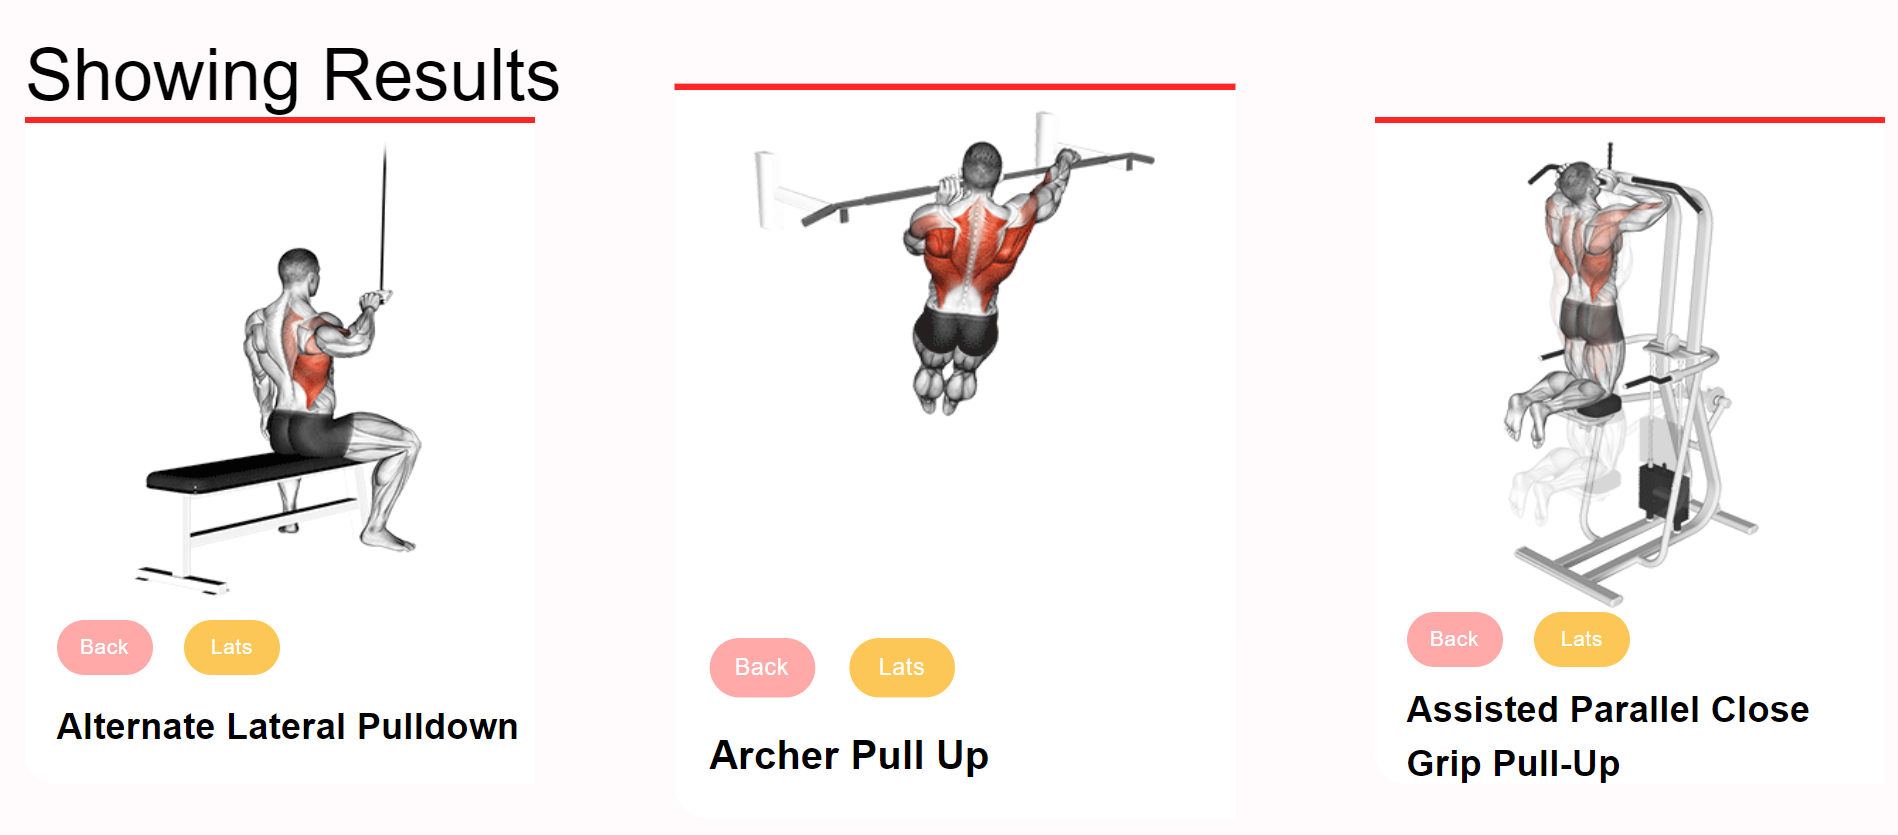 Showing Results
Back
Lats
Alternate Lateral Pulldown
Back
Lats
Archer Pull Up
Back
Lats
Assisted Parallel Close
Grip Pull-Up